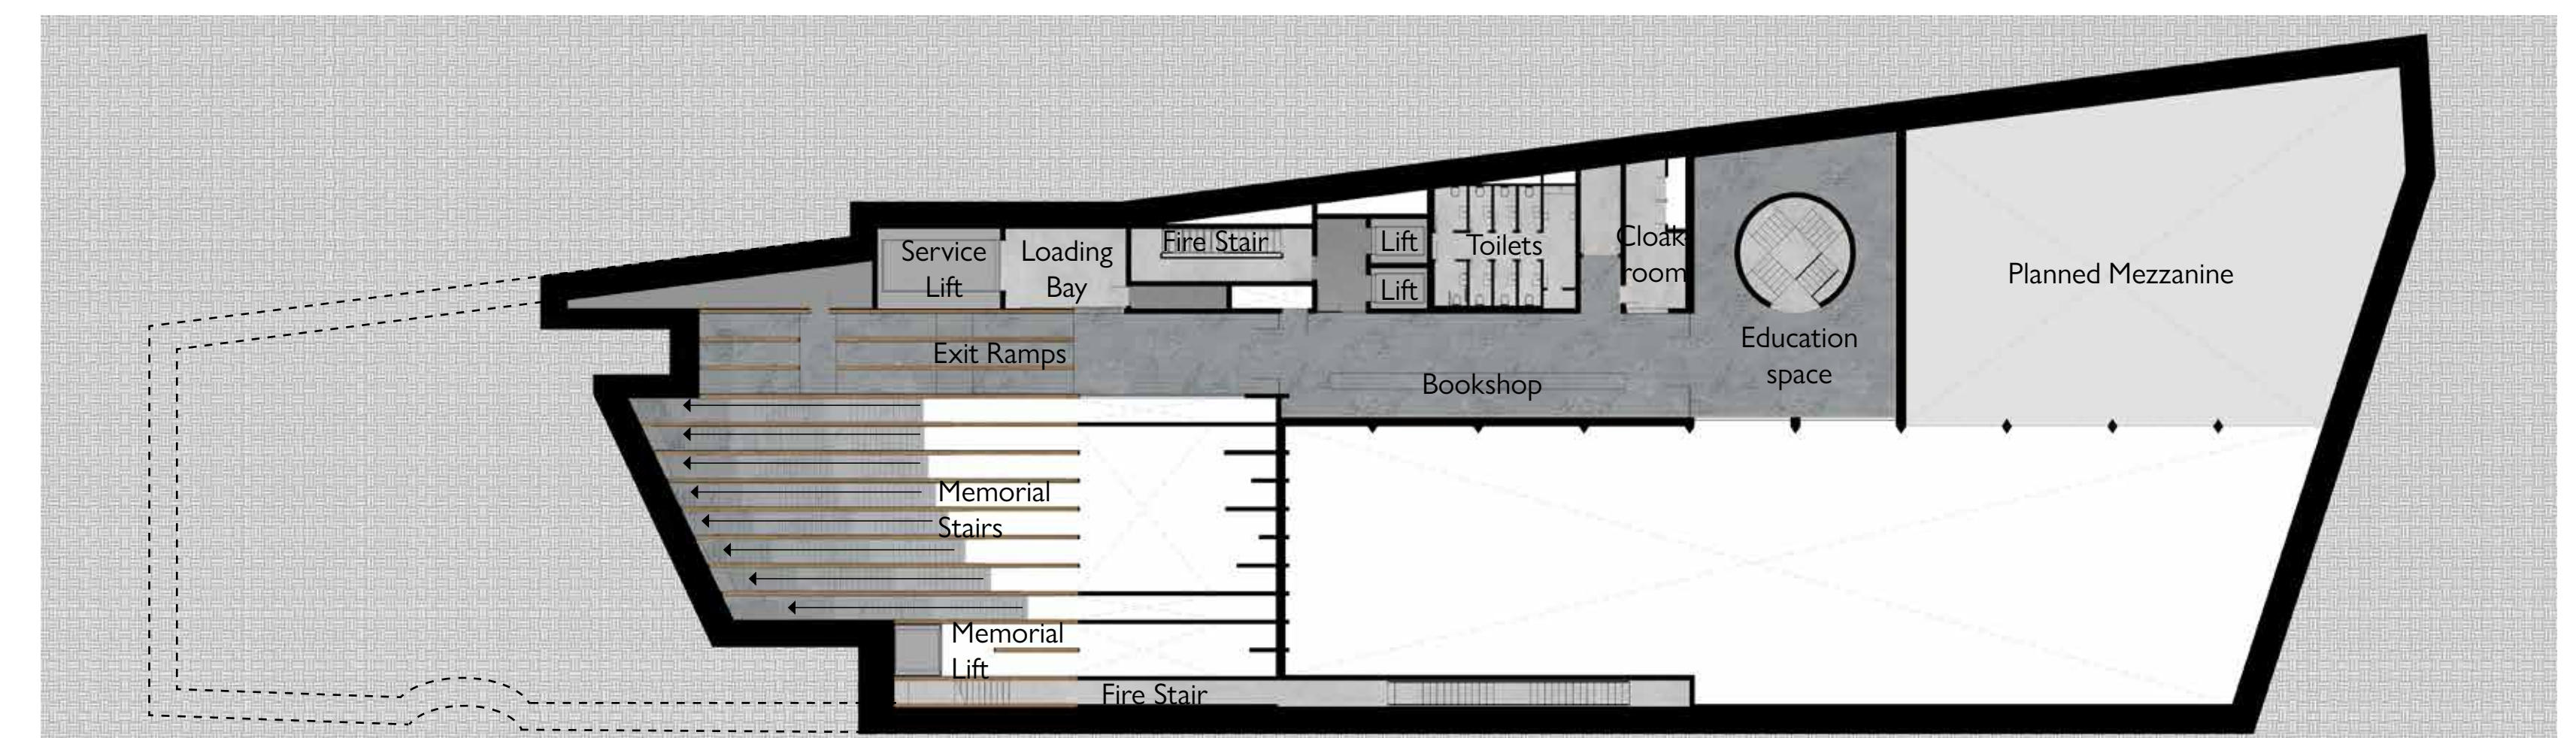 Service
Lift
Loading
Bay
Fire Stair
Lift
Lift
Toilets
Cloak
room
Planned Mezzanine
Education
space
Exit Ramps
Bookshop
Memorial
Stairs
Memorial
Lift
Fire Stair